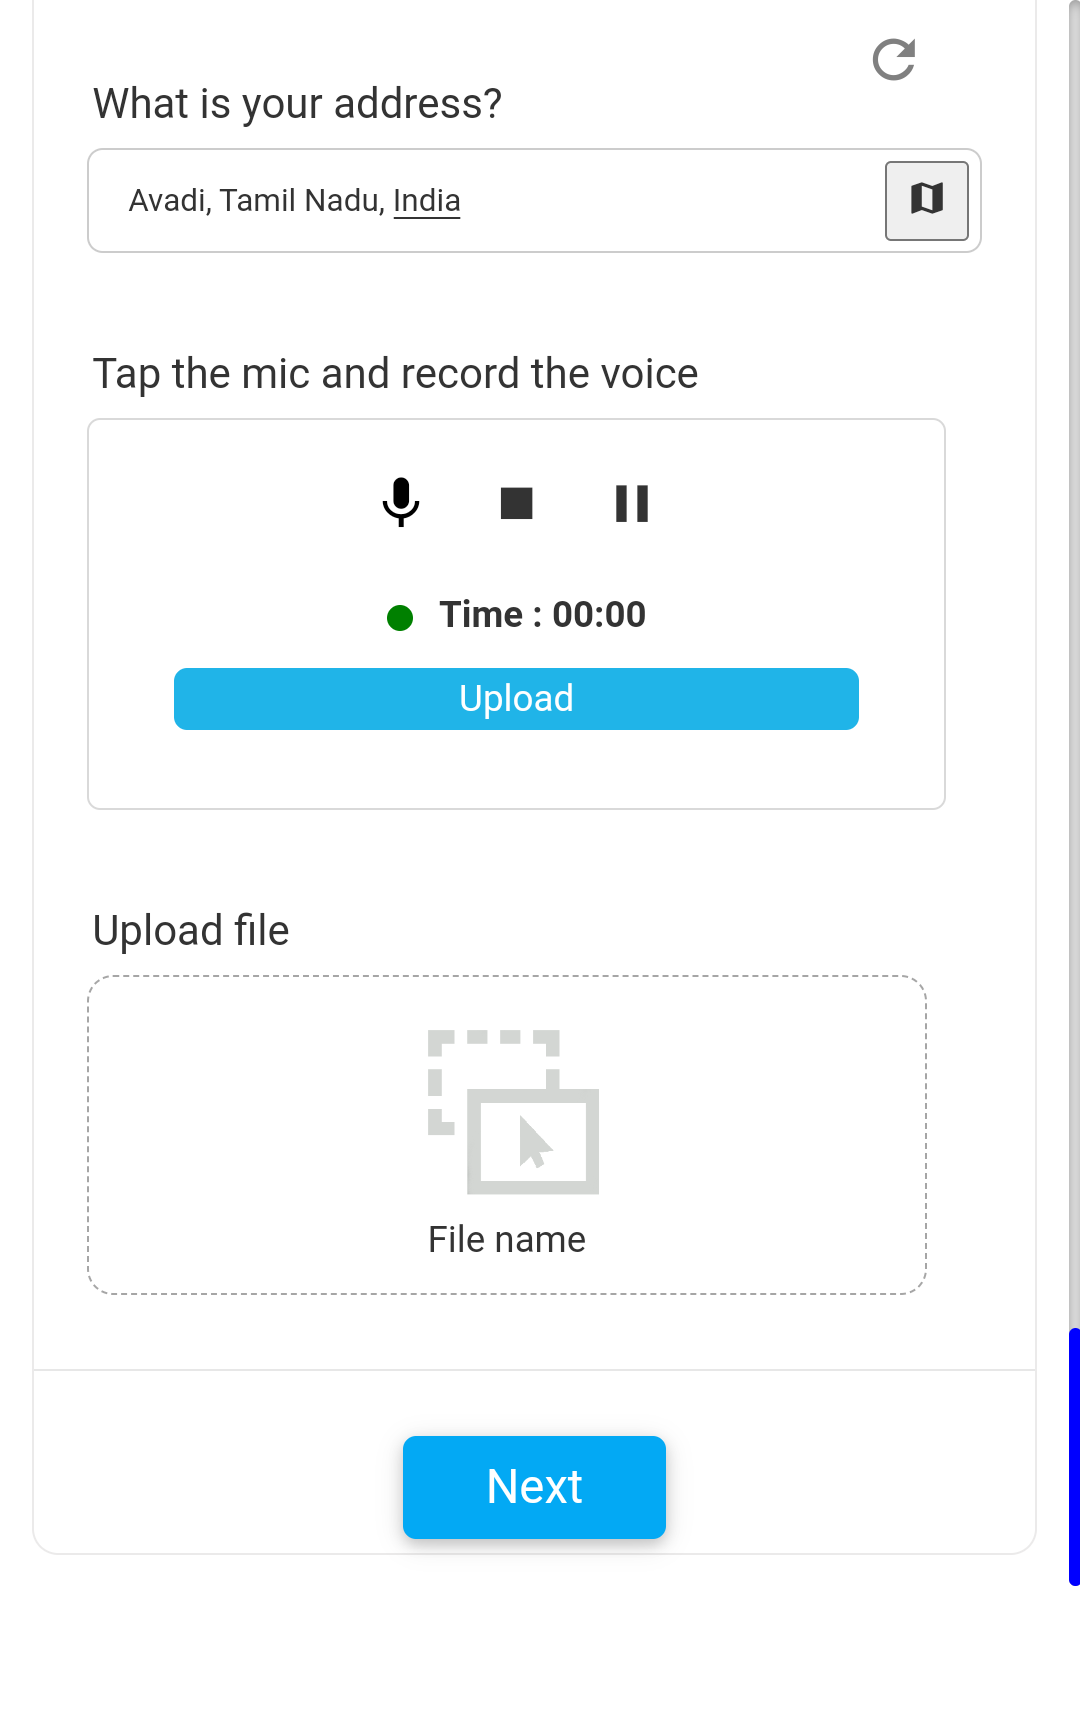 What is your address?
Avadi, Tamil Nadu, India
Tap the mic and record the voice
Time : 00:00
Upload
Upload file
File name
Next